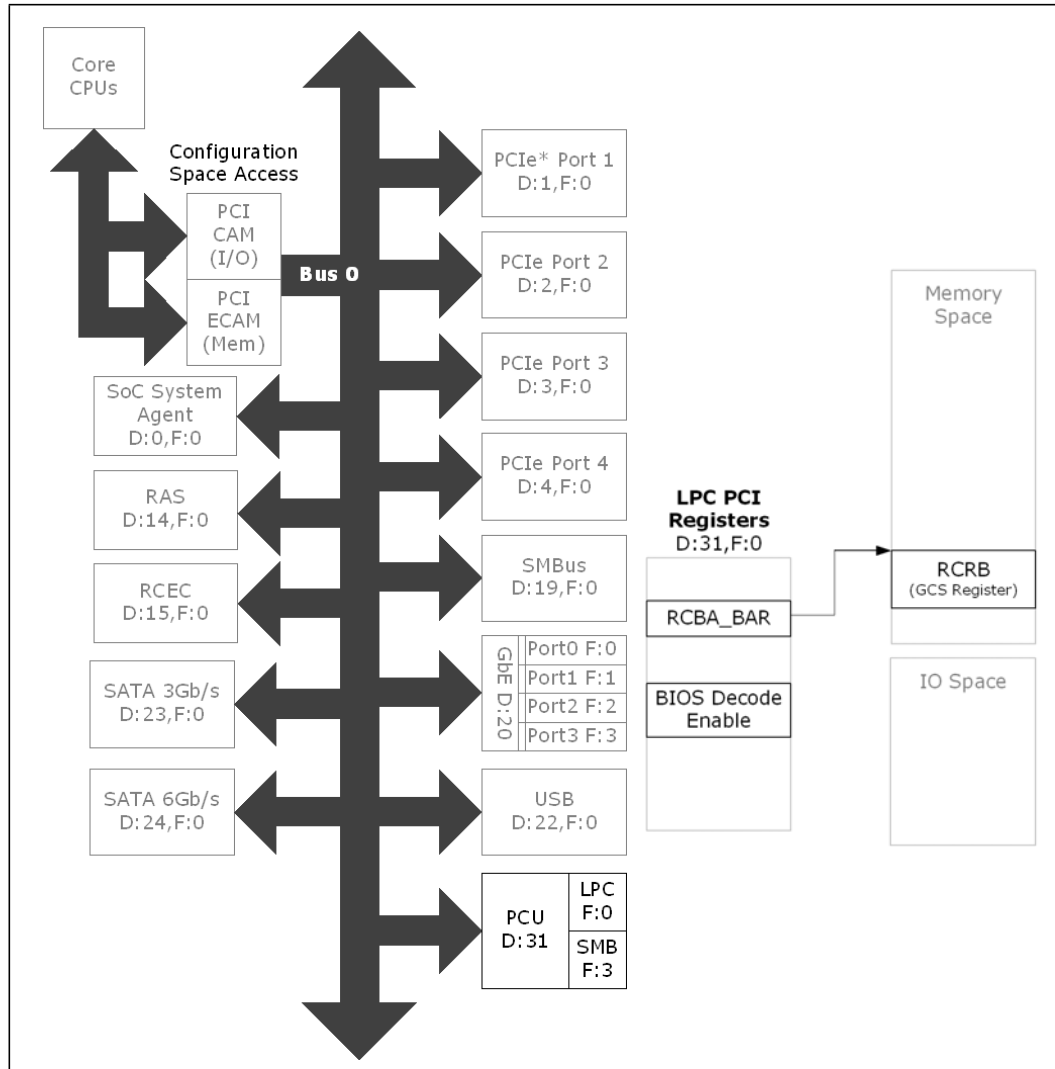 Core
CPUs
Configuration
Space Access
PCI
CAM
(I/O)
PCI
ECAM
(Mem)
Bus 0
SoC System
Agent
D:0,F:0
RAS
D:14,F:0
RCEC
D:15,F:0
SATA 3Gb/s
D:23,F:0
SATA 6Gb/s
D:24,F:0
PCIe* Port 1
D:1,F:0
PCIe Port 2
D:2,F:0
PCIe Port 3
D:3,F:0
PCIe Port 4
D:4,F:0
SMBus
D:19,F:0
GbE D:20
Port0 F:0
Port1 F:1
Port2 F:2
Port3 F:3
USB
D:22,F:0
PCU
D:31
LPC
F:0
SMB
F:3
LPC PCI
Registers
D:31,F:0
RCBA_BAR
BIOS Decode
Enable
Memory
Space
RCRB
(GCS Register)
IO Space